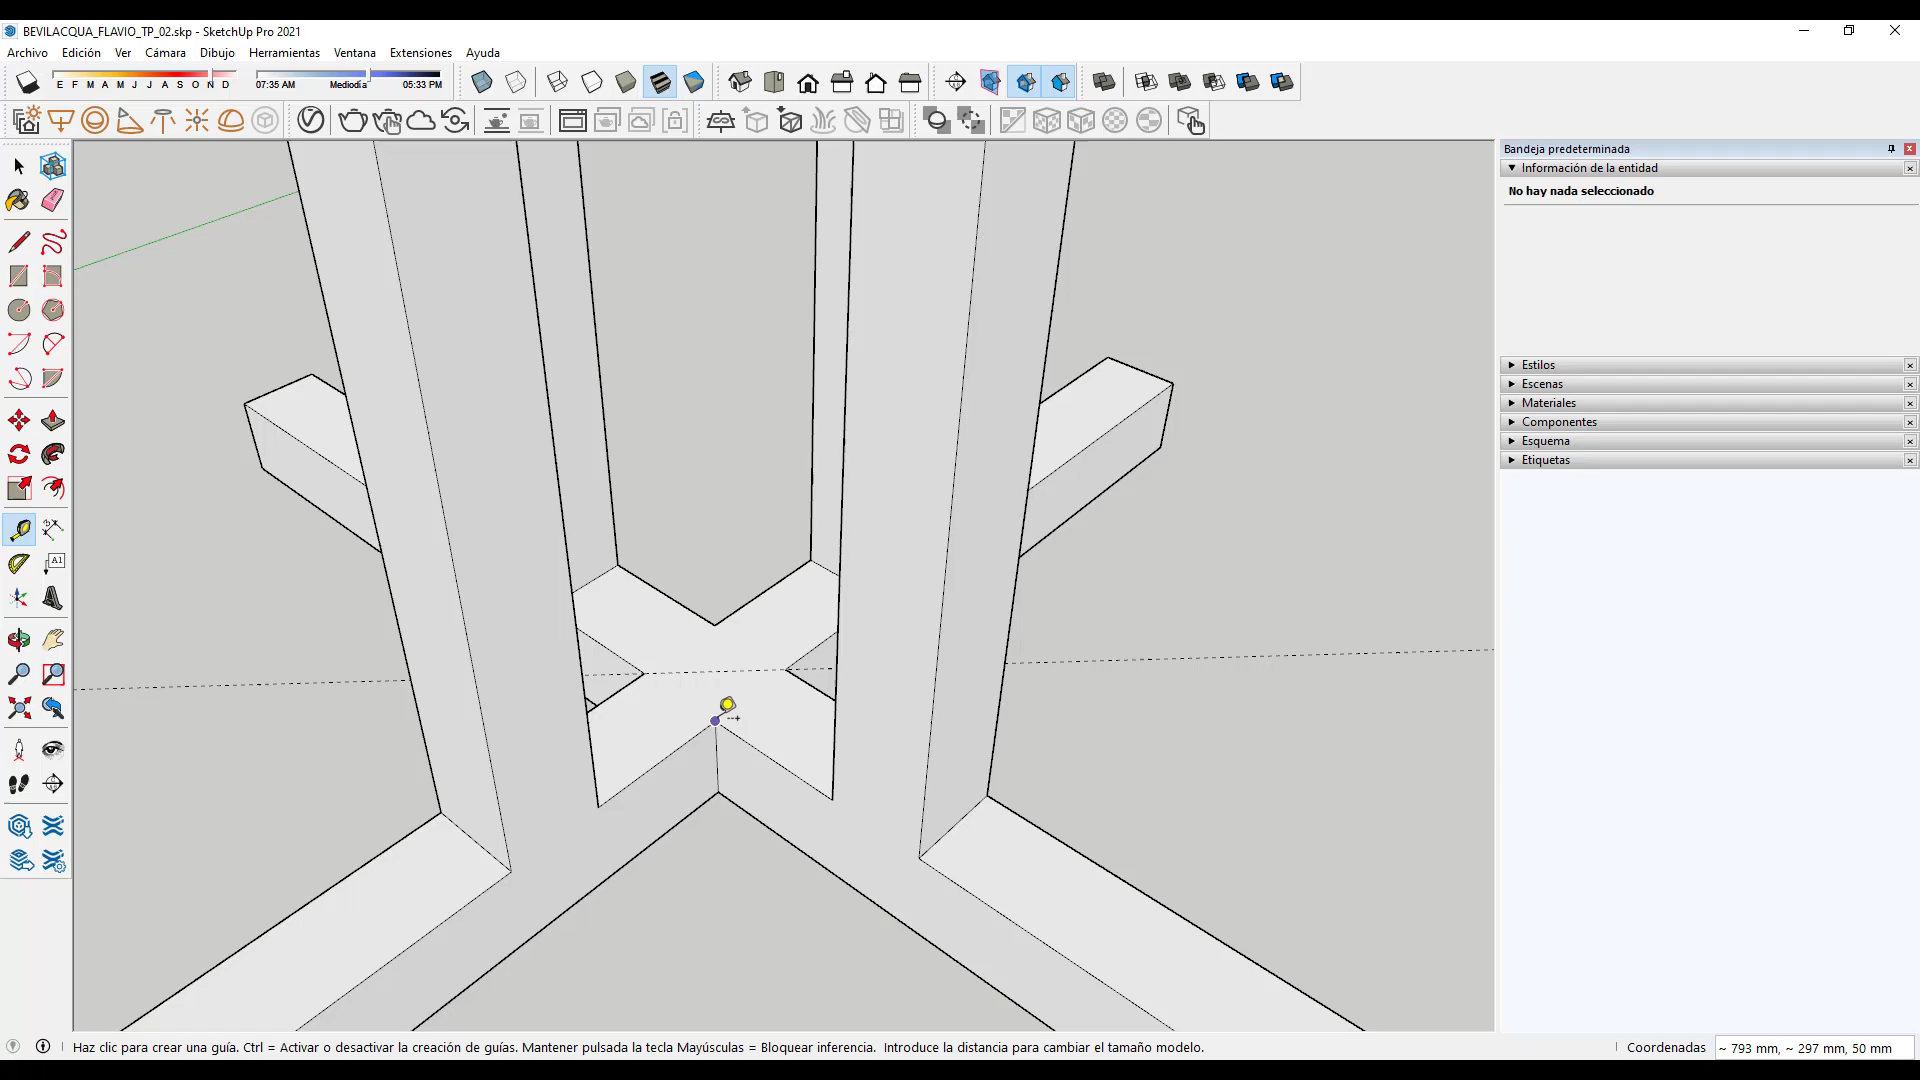 BEVILACQUA_FLAVIO_TP_02.skp - SketchUp Pro 2021
Archivo Edición Ver Cámara Dibujo Herramientas Ventana Extensiones Ayuda
E F M A M J J A S O N D
07:35 AM Mediodía 05:33 PM
Bandeja predeterminada
Información de la entidad
No hay nada seleccionado
Estilos
Escenas
Materiales
Componentes
Esquema
Etiquetas
A1
Haz clic para crear una guía. Ctrl = Activar o desactivar la creación de guías. Mantener pulsada la tecla Mayúsculas = Bloquear inferencia. Introduce la distancia para cambiar el tamaño modelo.
Coordenadas ~ 793 mm, ~ 297 mm, 50 mm